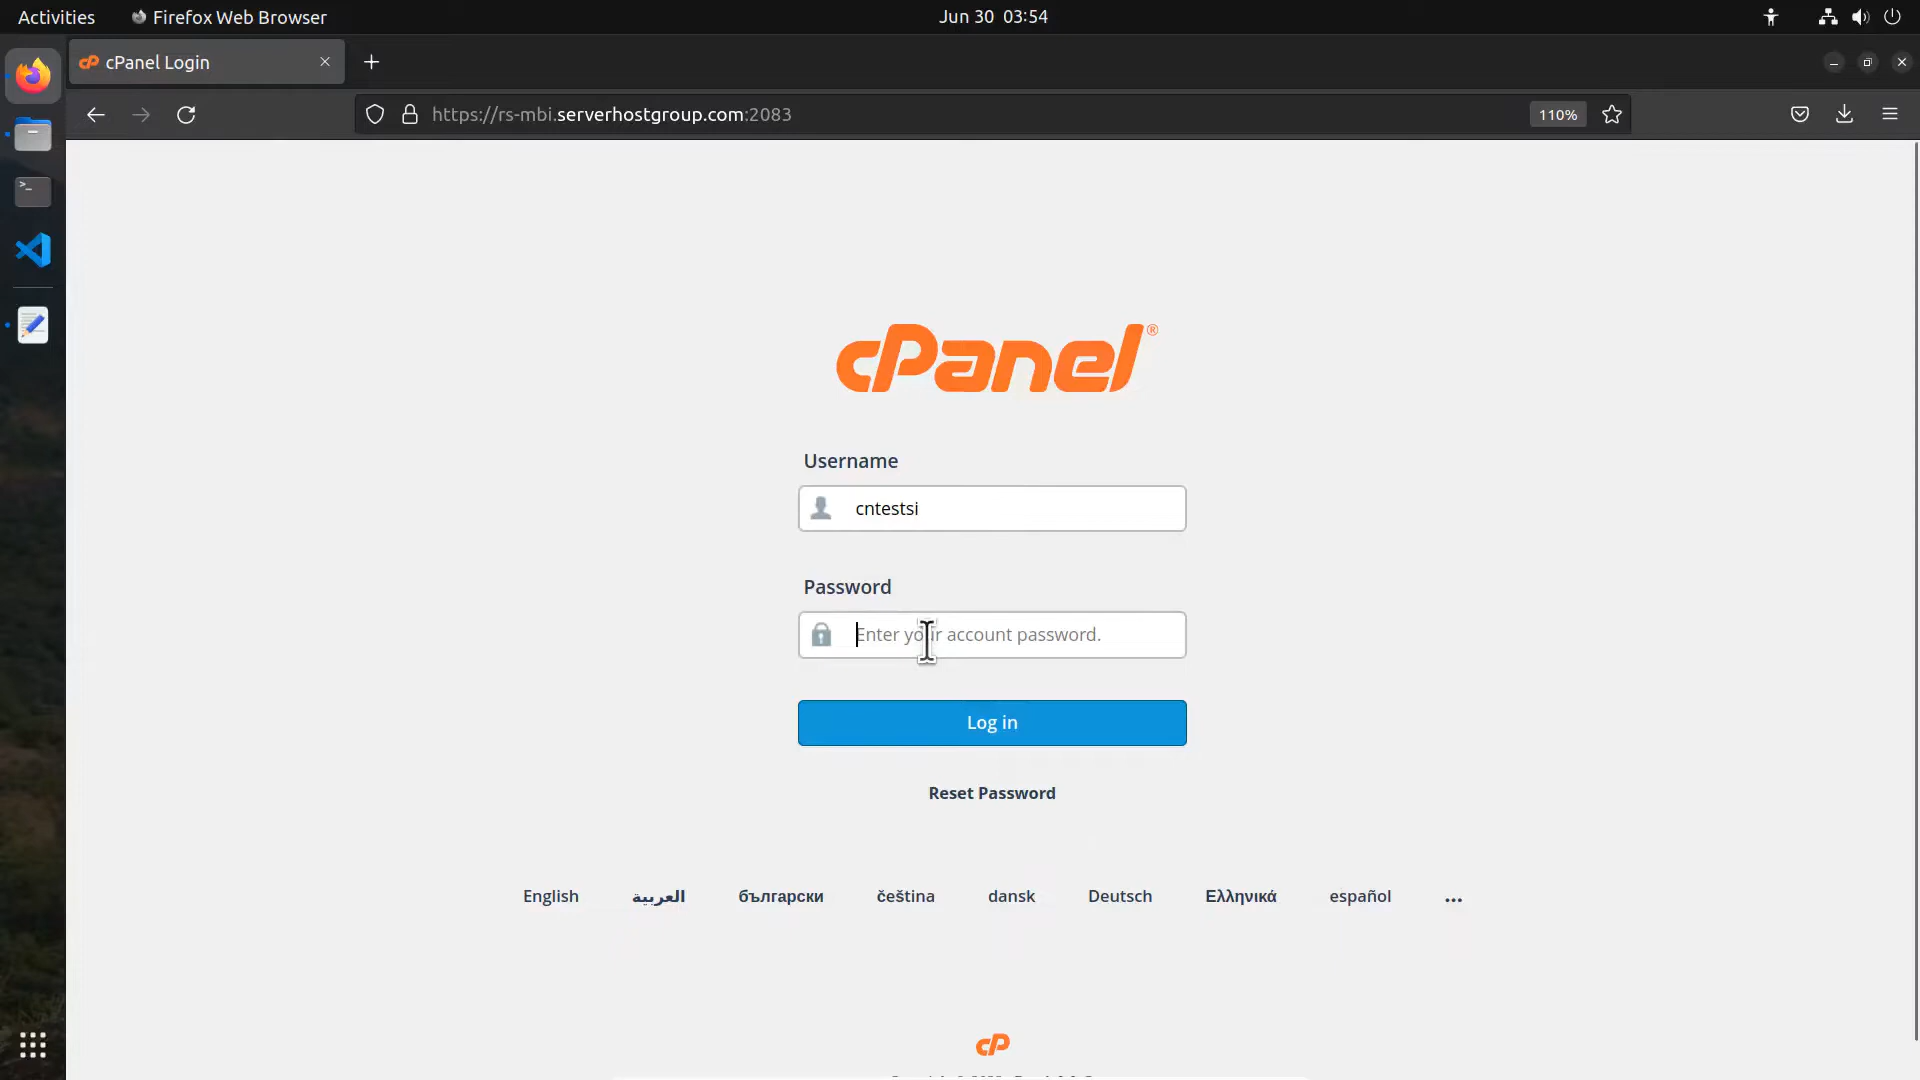 Activities
Firefox Web Browser
Jun 30 03:54
cPanel Login
https://rs-mbi.serverhostgroup.com:2083
110%
cPanel®
Username
cntestsi
Password
Enter your account password.
Log in
Reset Password
English العربية български čeština dansk Deutsch Ελληνικά español ...
cP